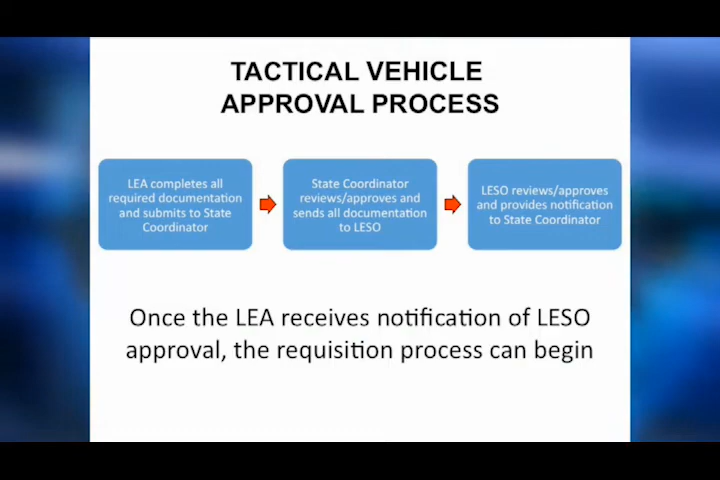 TACTICAL VEHICLE
APPROVAL PROCESS
LEA completes all
required documentation
and submits to State
Coordinator
State Coordinator
reviews/approves and
sends all documentation
to LESO
LESO reviews/approves
and provides notification
to State Coordinator
Once the LEA receives notification of LESO
approval, the requisition process can begin